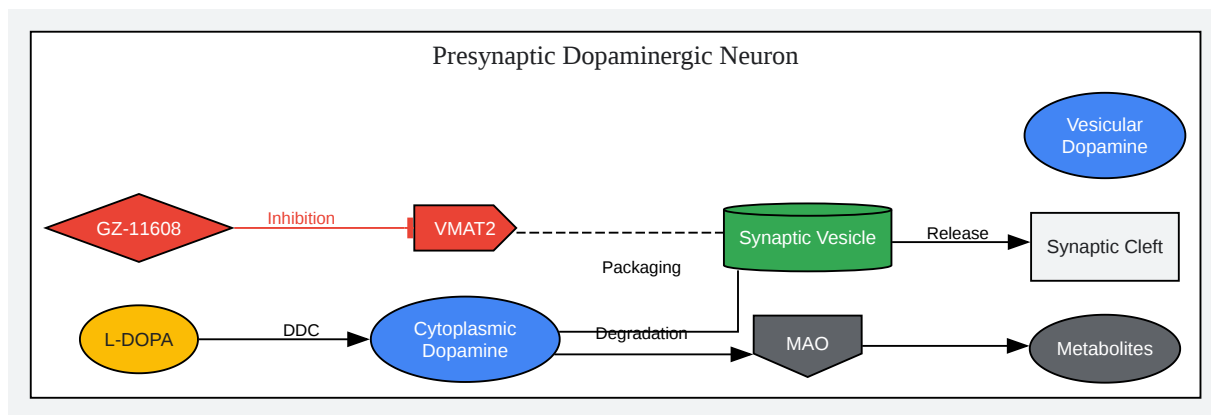 Presynaptic Dopaminergic Neuron
Vesicular
Dopamine
GZ-11608
Inhibition
VMAT2
Synaptic Vesicle
Release
Synaptic Cleft
Packaging
L-DOPA
DDC
Cytoplasmic
Dopamine
Degradation
MAO
Metabolites